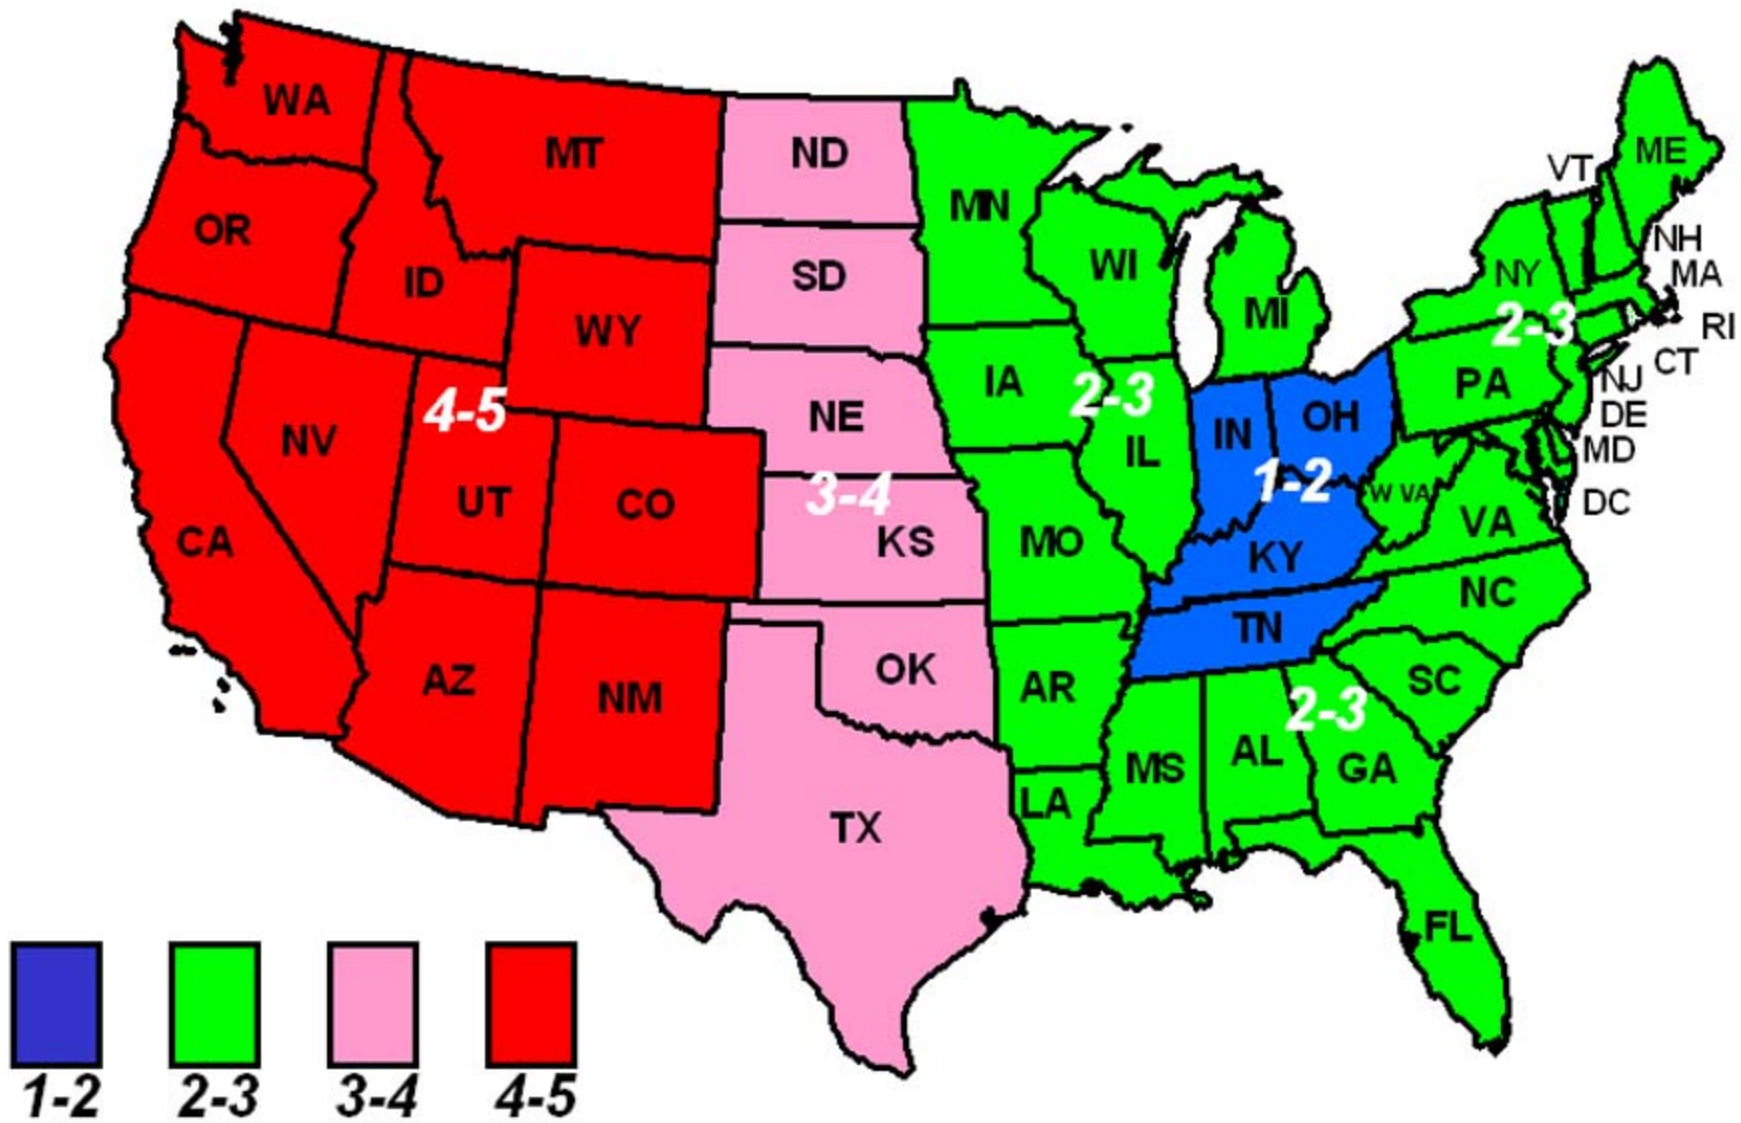 WA
MT
ND
MN
ME
VT
OR
ID
SD
WI
MI
NY
NH
MA
WY
2-3
RI
IA
2-3
PA
CT
NJ
4-5
NE
IN
OH
DE
NV
IL
MD
UT
CO
3-4
1-2
W VA
DC
CA
KS
MO
KY
VA
NC
TN
AZ
NM
OK
AR
SC
2-3
MS
AL
GA
LA
TX
FL
1-2
2-3
3-4
4-5